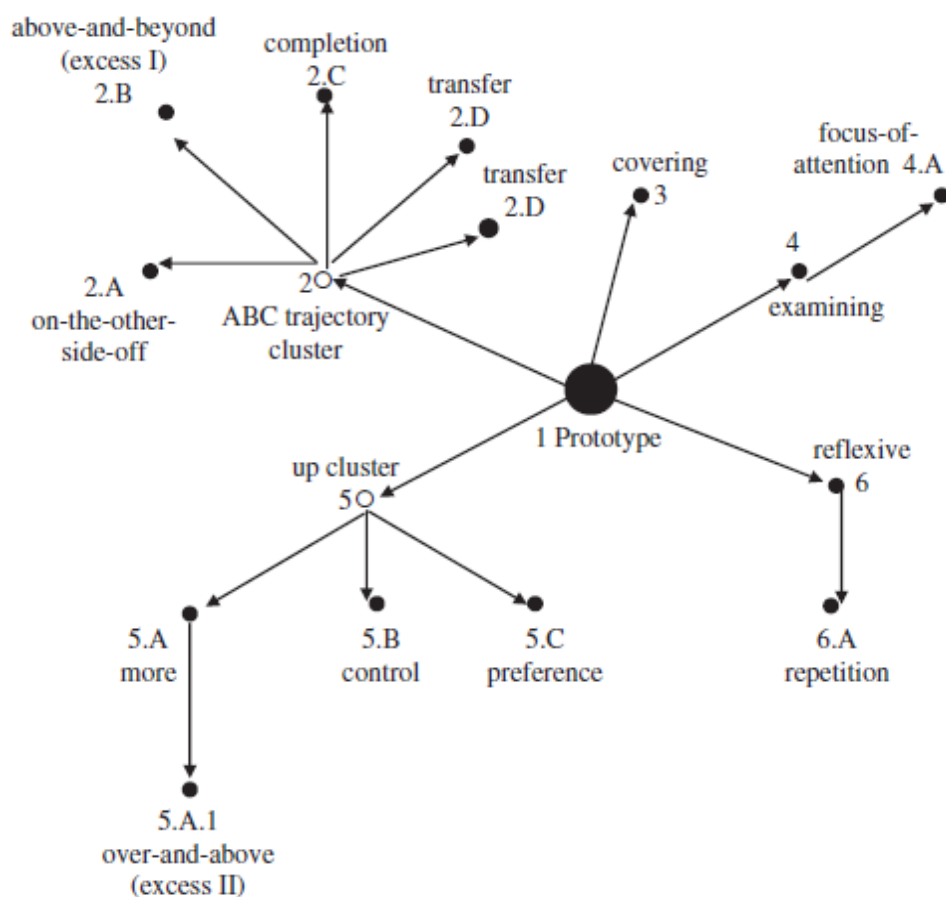 above-and-beyond
(excess I)
2.B
completion
2.C
transfer
2.D
transfer
2.D
covering
3
focus-of-
attention 4.A
4
examining
2.A
on-the-other-
side-off
2
ABC trajectory
cluster
1 Prototype
up cluster
5
reflexive
6
5.A
more
5.B
control
5.C
preference
6.A
repetition
5.A.1
over-and-above
(excess II)